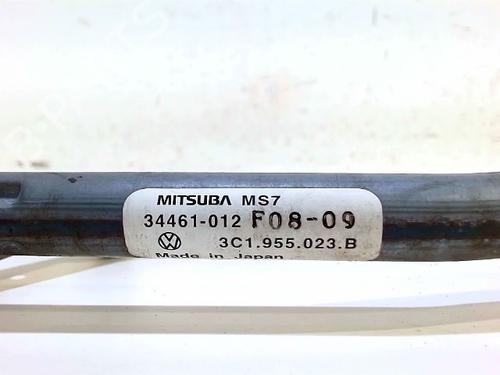 MITSUBA MS7
34461-012 F08-09
3C1.955.023.B
Made in Japan